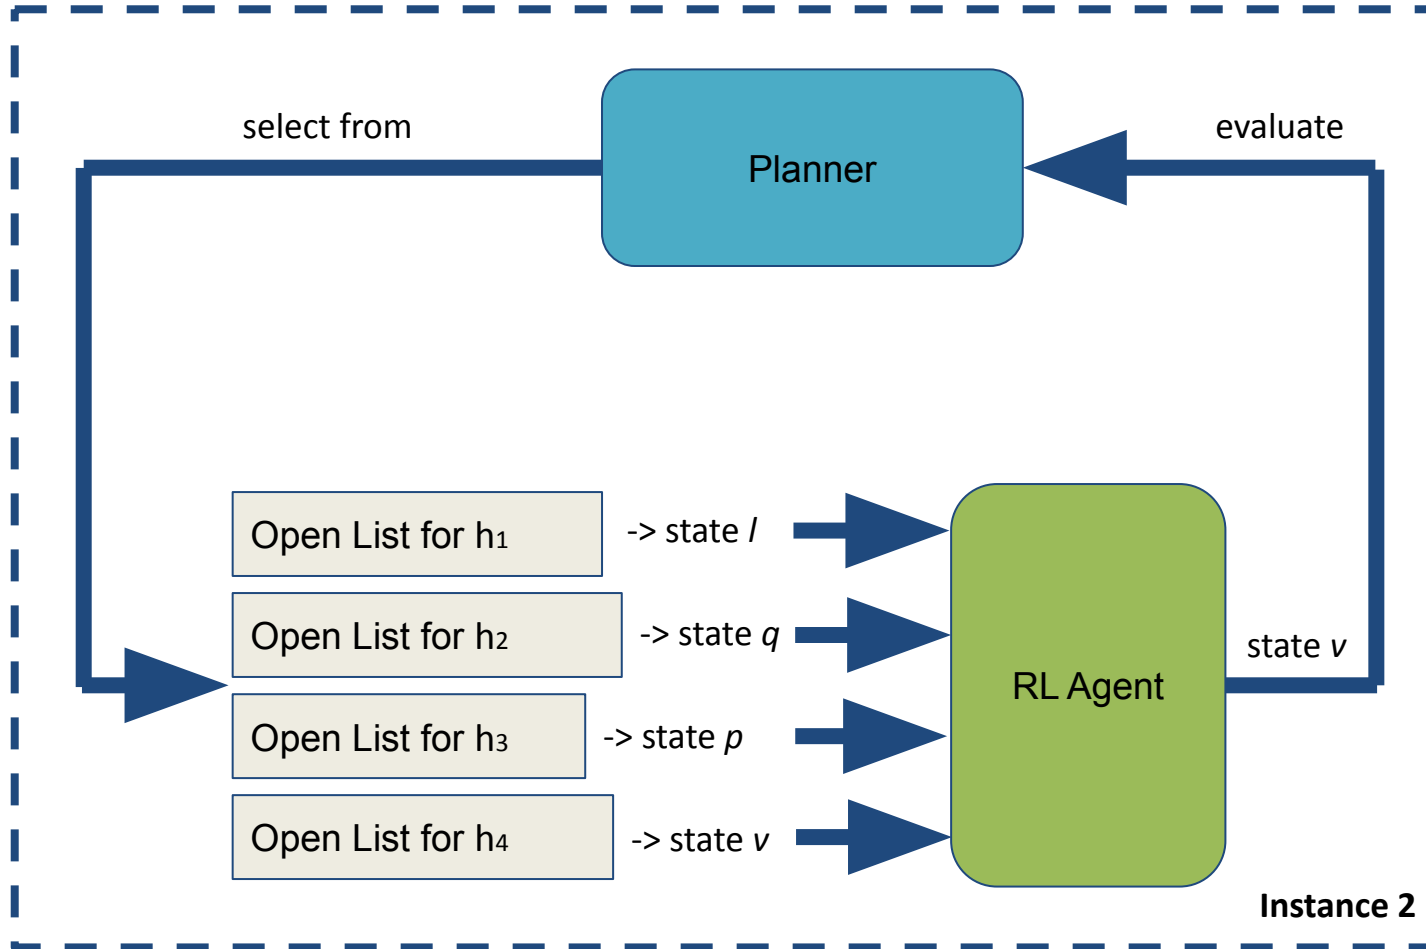 select from
Planner
evaluate
Open List for h1
-> state l
Open List for h2
-> state q
Open List for h3
-> state p
Open List for h4
-> state v
RL Agent
state v
Instance 2